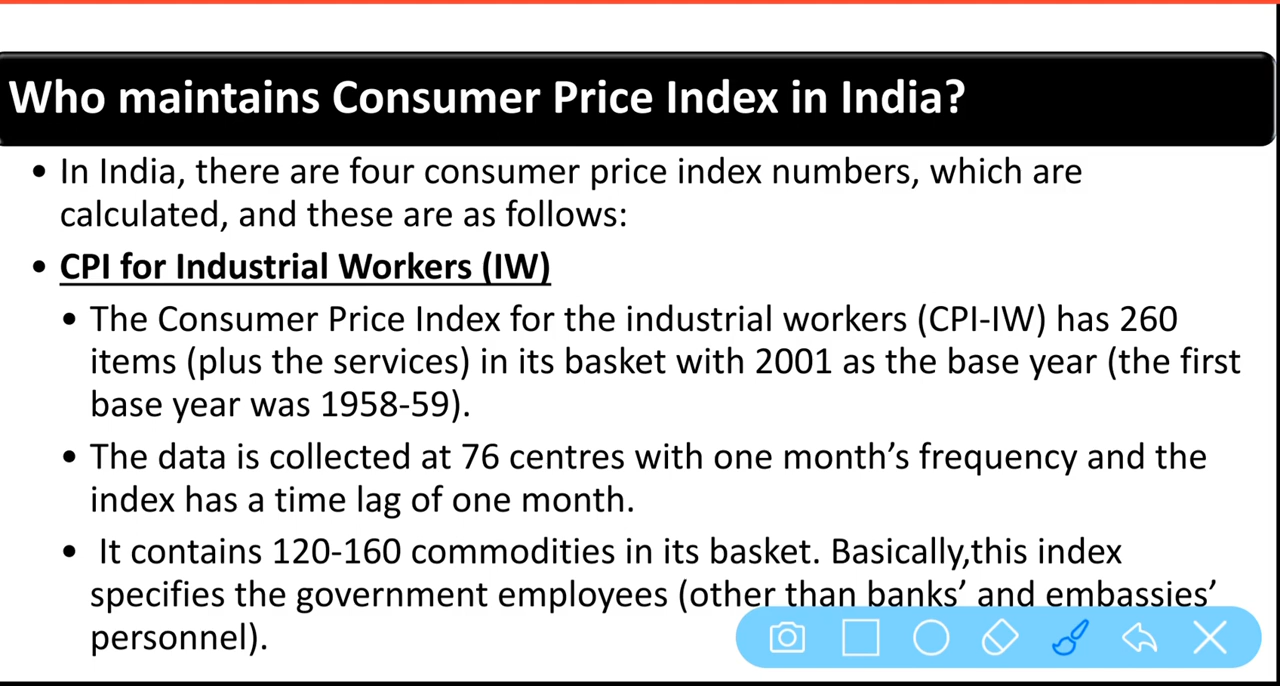 Who maintains Consumer Price Index in India?
• In India, there are four consumer price index numbers, which are
calculated, and these are as follows:
• CPI for Industrial Workers (IW)
• The Consumer Price Index for the industrial workers (CPI-IW) has 260
items (plus the services) in its basket with 2001 as the base year (the first
base year was 1958-59).
• The data is collected at 76 centres with one month’s frequency and the
index has a time lag of one month.
• It contains 120-160 commodities in its basket. Basically,this index
specifies the government employees (other than banks’ and embassies’
personnel).